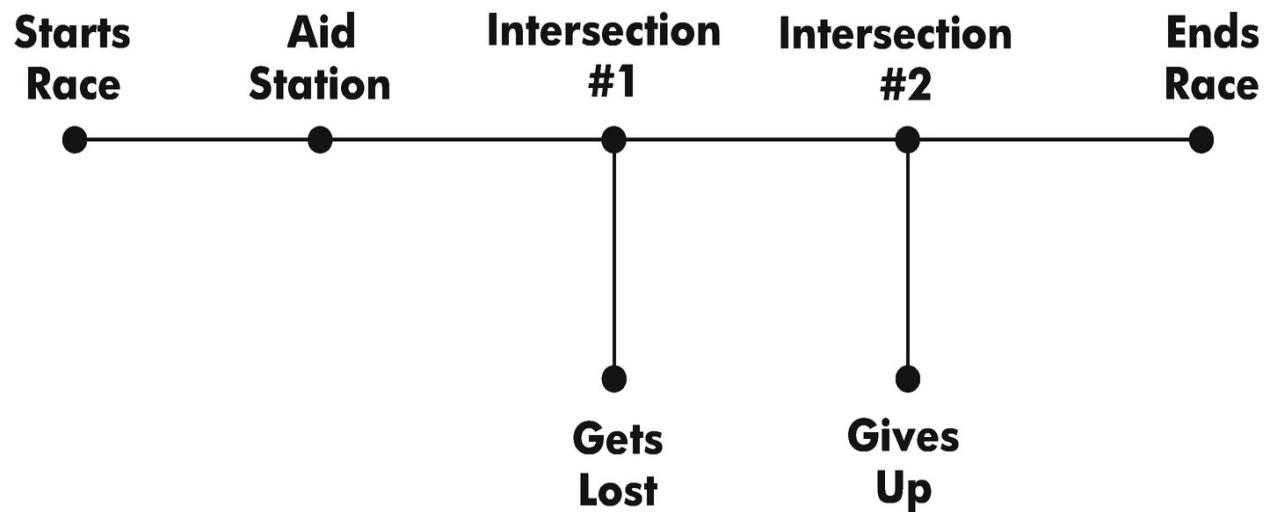 Starts
Race
Aid
Station
Intersection
#1
Intersection
#2
Ends
Race
Gets
Lost
Gives
Up